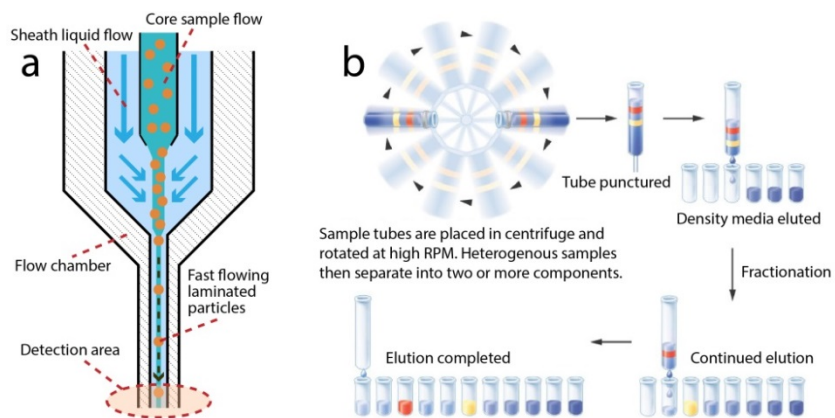 a
Core sample flow
Sheath liquid flow
Flow chamber
Fast flowing
laminated
particles
Detection area
b
Tube punctured
Density media eluted
Sample tubes are placed in centrifuge and
rotated at high RPM. Heterogenous samples
then separate into two or more components.
Fractionation
Continued elution
Elution completed